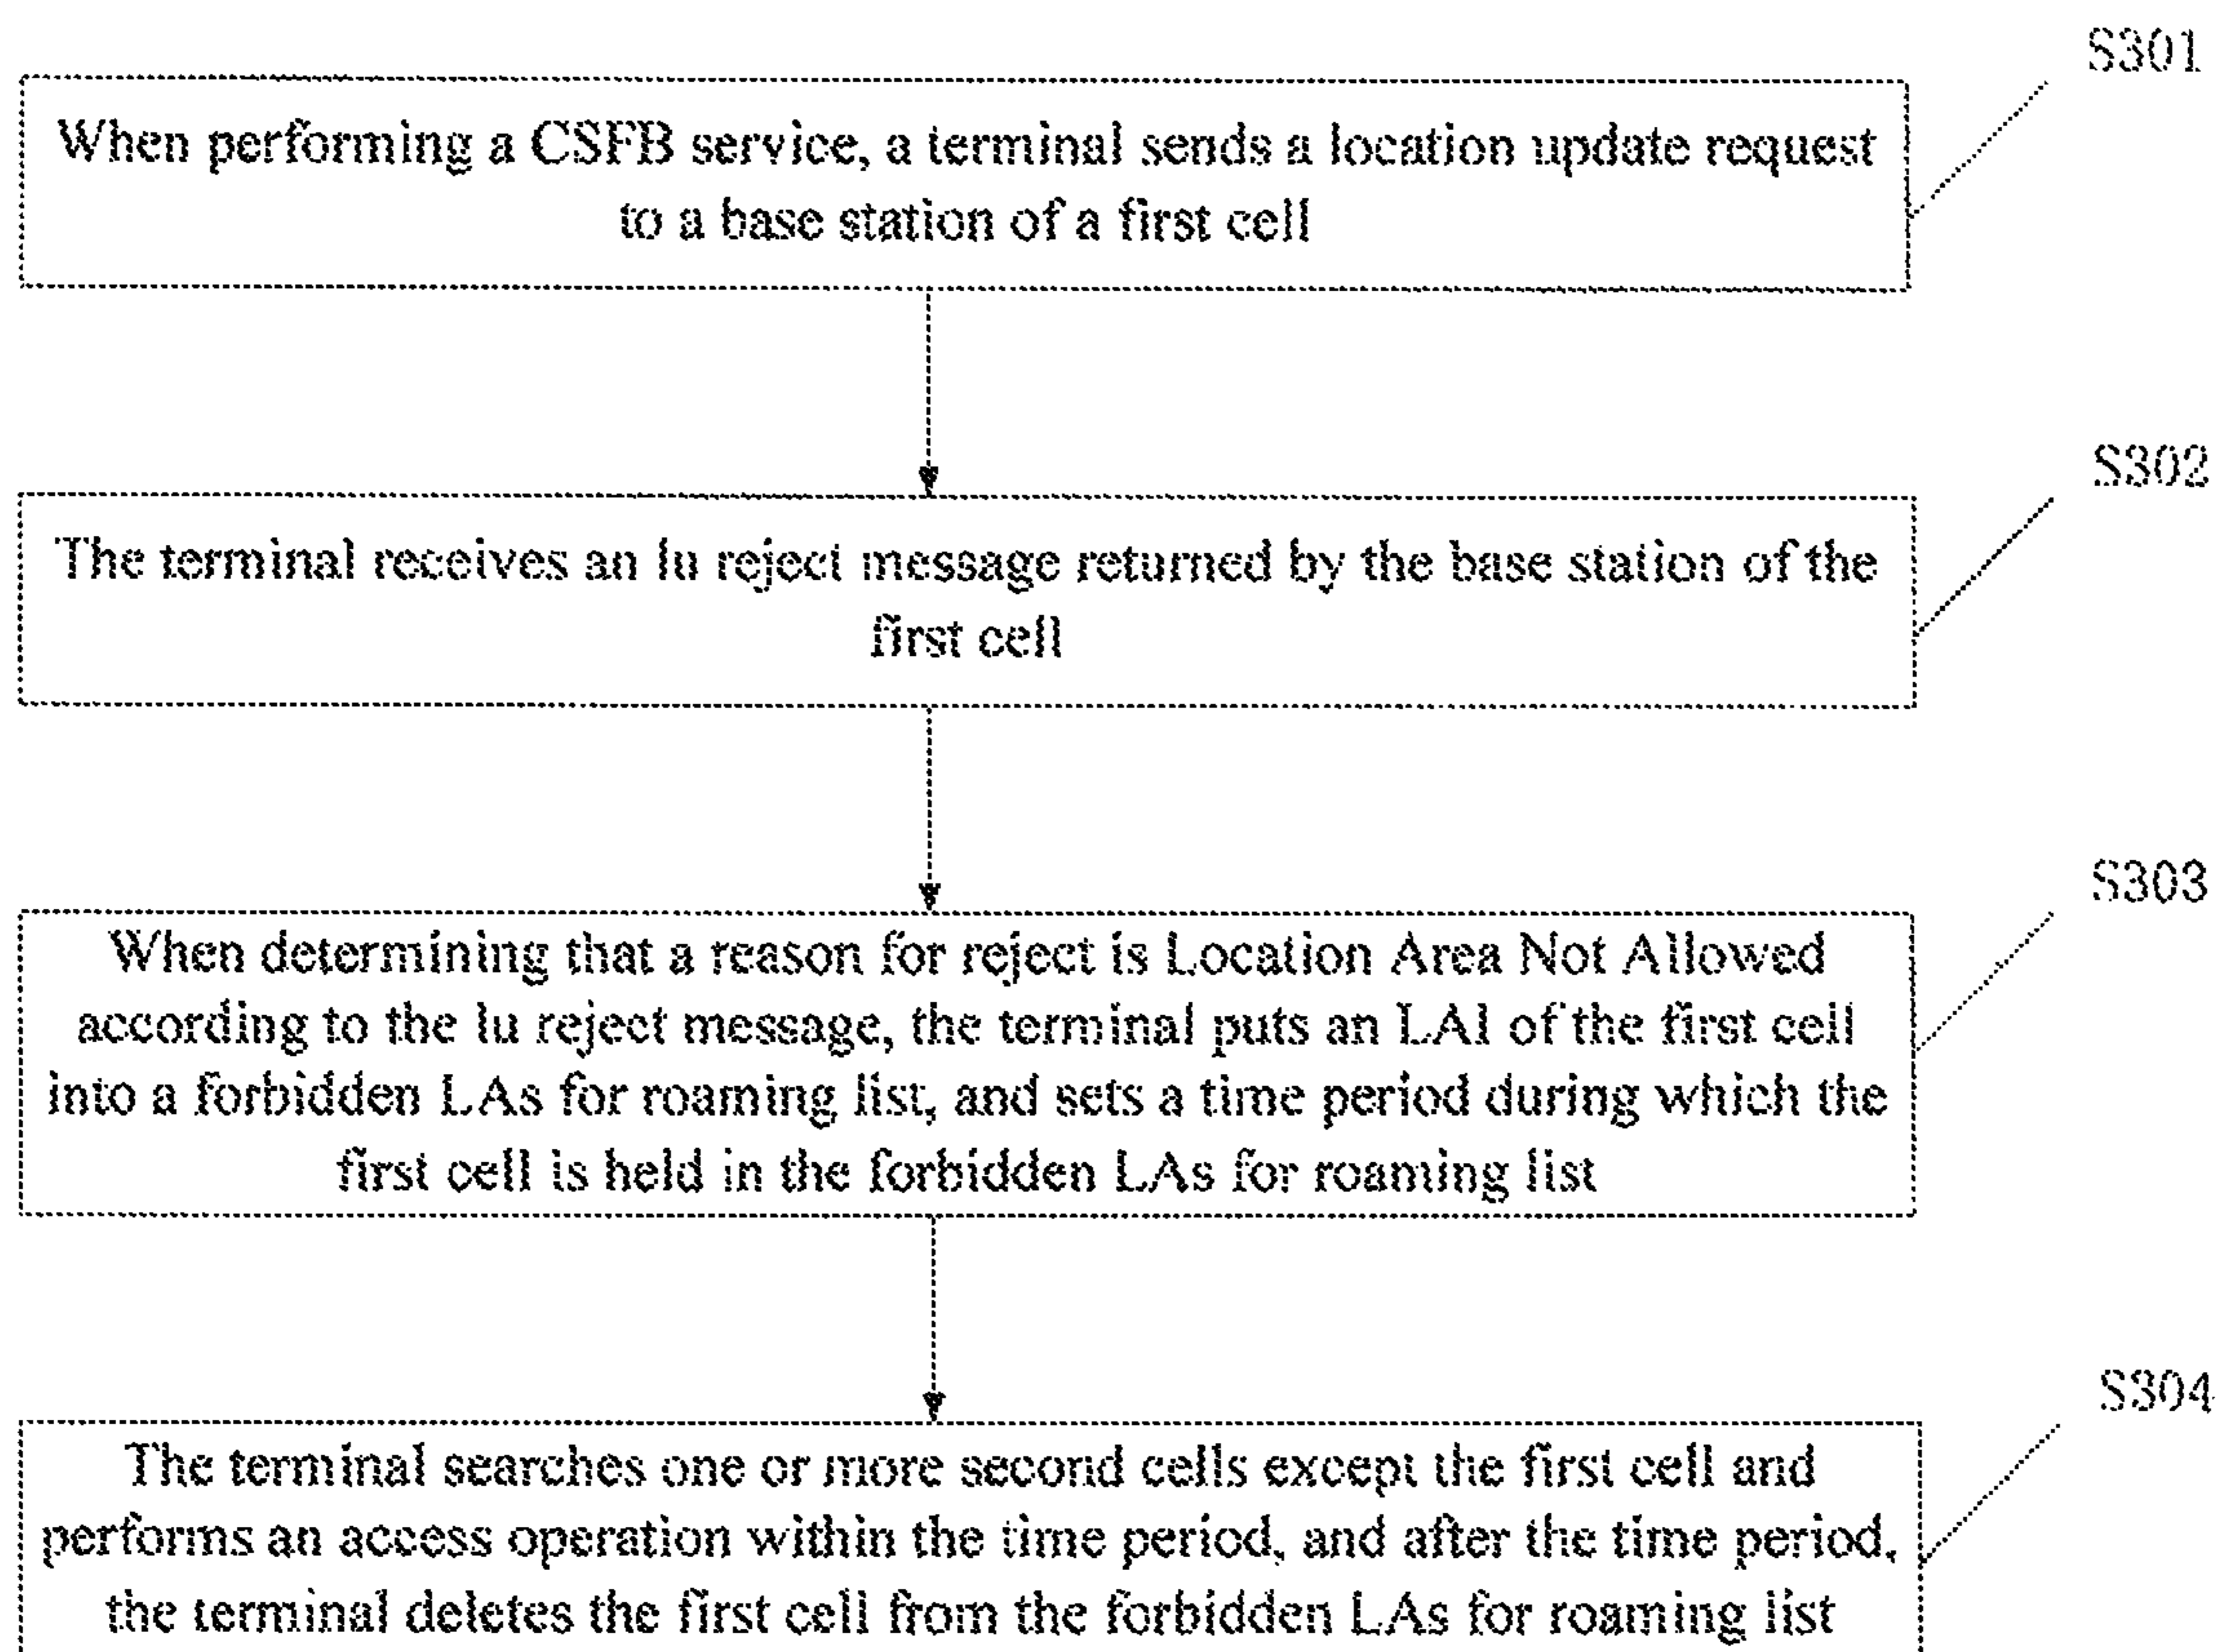 S301
When performing a CSFB service, a terminal sends a location update request
to a base station of a first cell
S302
The terminal receives an lu reject message returned by the base station of the
first cell
S303
When determining that a reason for reject is Location Area Not Allowed
according to the lu reject message, the terminal puts an LAI of the first cell
into a forbidden LAs for roaming list, and sets a time period during which the
first cell is held in the forbidden LAs for roaming list
S304
The terminal searches one or more second cells except the first cell and
performs an access operation within the time period, and after the time period,
the terminal deletes the first cell from the forbidden LAs for roaming list